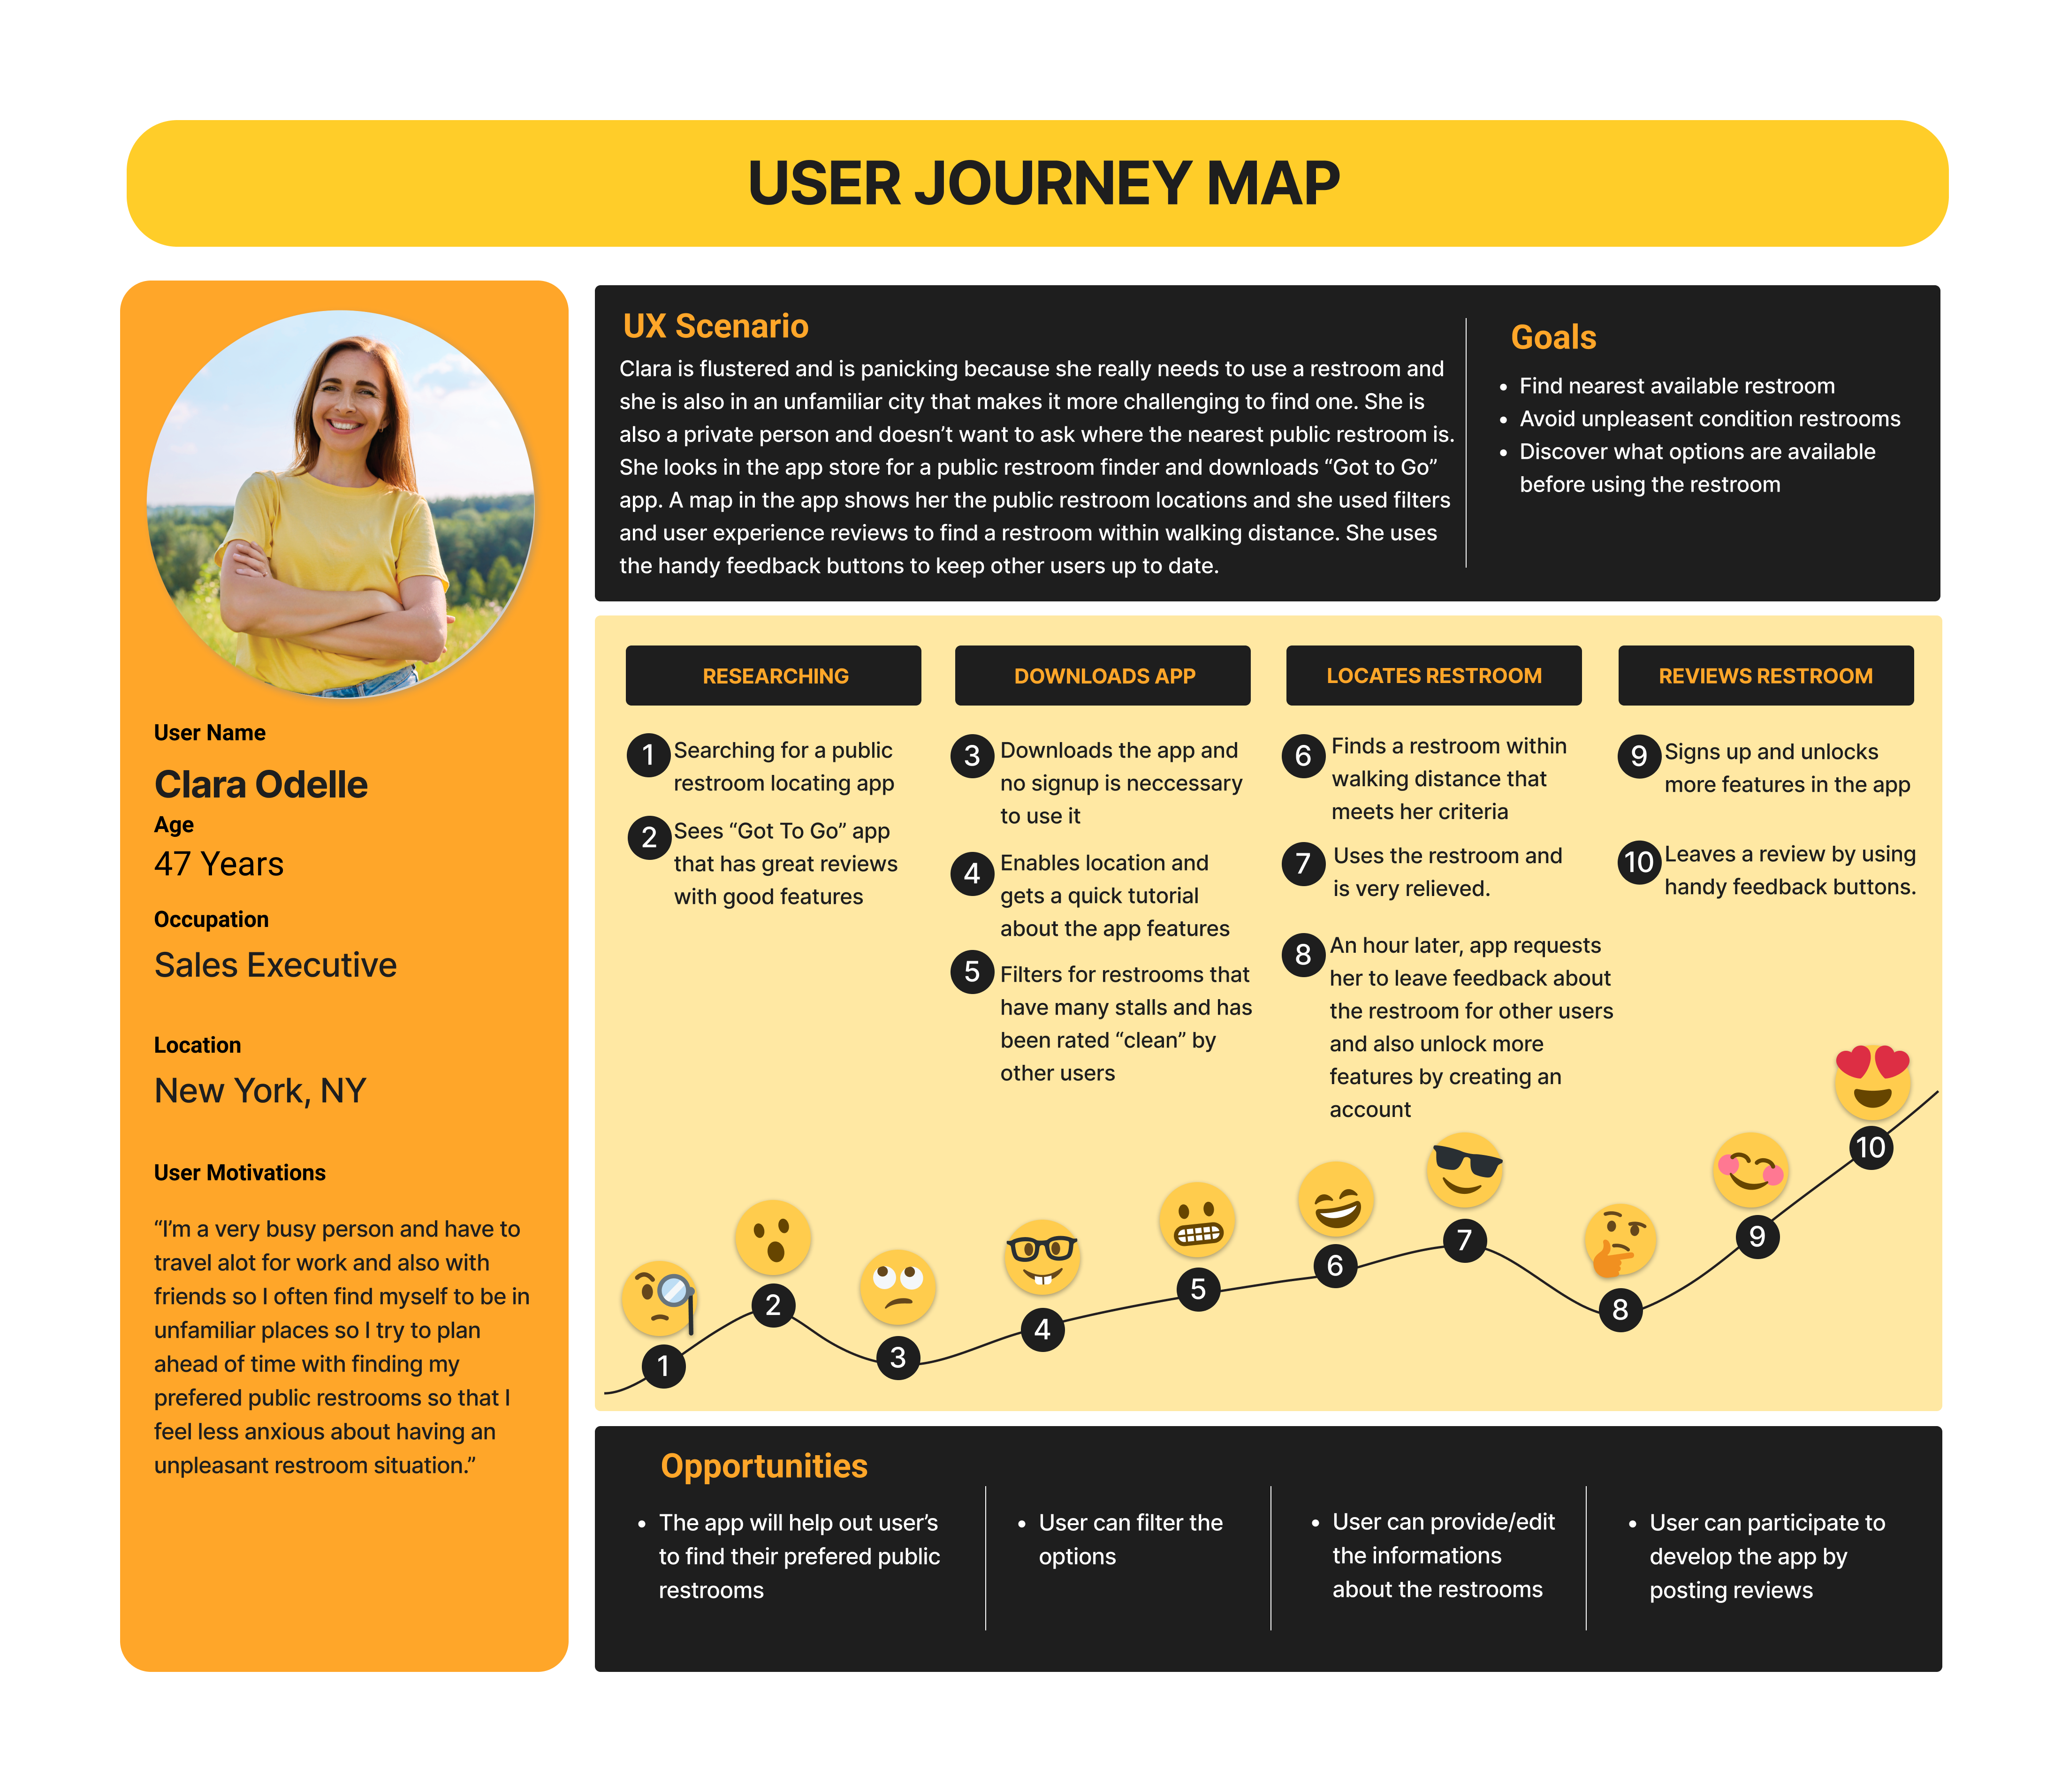 USER JOURNEY MAP
User Name
Clara Odelle
Age
47 Years
Occupation
Sales Executive
Location
New York, NY
User Motivations
“I’m a very busy person and have to
travel alot for work and also with
friends so I often find myself to be in
unfamiliar places so I try to plan
ahead of time with finding my
prefered public restrooms so that I
feel less anxious about having an
unpleasant restroom situation.”
UX Scenario
Clara is flustered and is panicking because she really needs to use a restroom and
she is also in an unfamiliar city that makes it more challenging to find one. She is
also a private person and doesn’t want to ask where the nearest public restroom is.
She looks in the app store for a public restroom finder and downloads “Got to Go”
app. A map in the app shows her the public restroom locations and she used filters
and user experience reviews to find a restroom within walking distance. She uses
the handy feedback buttons to keep other users up to date.
Goals
• Find nearest available restroom
• Avoid unpleasent condition restrooms
• Discover what options are available
before using the restroom
RESEARCHING
1 Searching for a public
restroom locating app
2 Sees “Got To Go” app
that has great reviews
with good features
DOWNLOADS APP
3 Downloads the app and
no signup is neccessary
to use it
4 Enables location and
gets a quick tutorial
about the app features
5 Filters for restrooms that
have many stalls and has
been rated “clean” by
other users
LOCATES RESTROOM
6 Finds a restroom within
walking distance that
meets her criteria
7 Uses the restroom and
is very relieved.
8 An hour later, app requests
her to leave feedback about
the restroom for other users
and also unlock more
features by creating an
account
REVIEWS RESTROOM
9 Signs up and unlocks
more features in the app
10 Leaves a review by using
handy feedback buttons.
1
2
3
4
5
6
7
8
9
10
Opportunities
• The app will help out user’s
to find their prefered public
restrooms
• User can filter the
options
• User can provide/edit
the informations
about the restrooms
• User can participate to
develop the app by
posting reviews